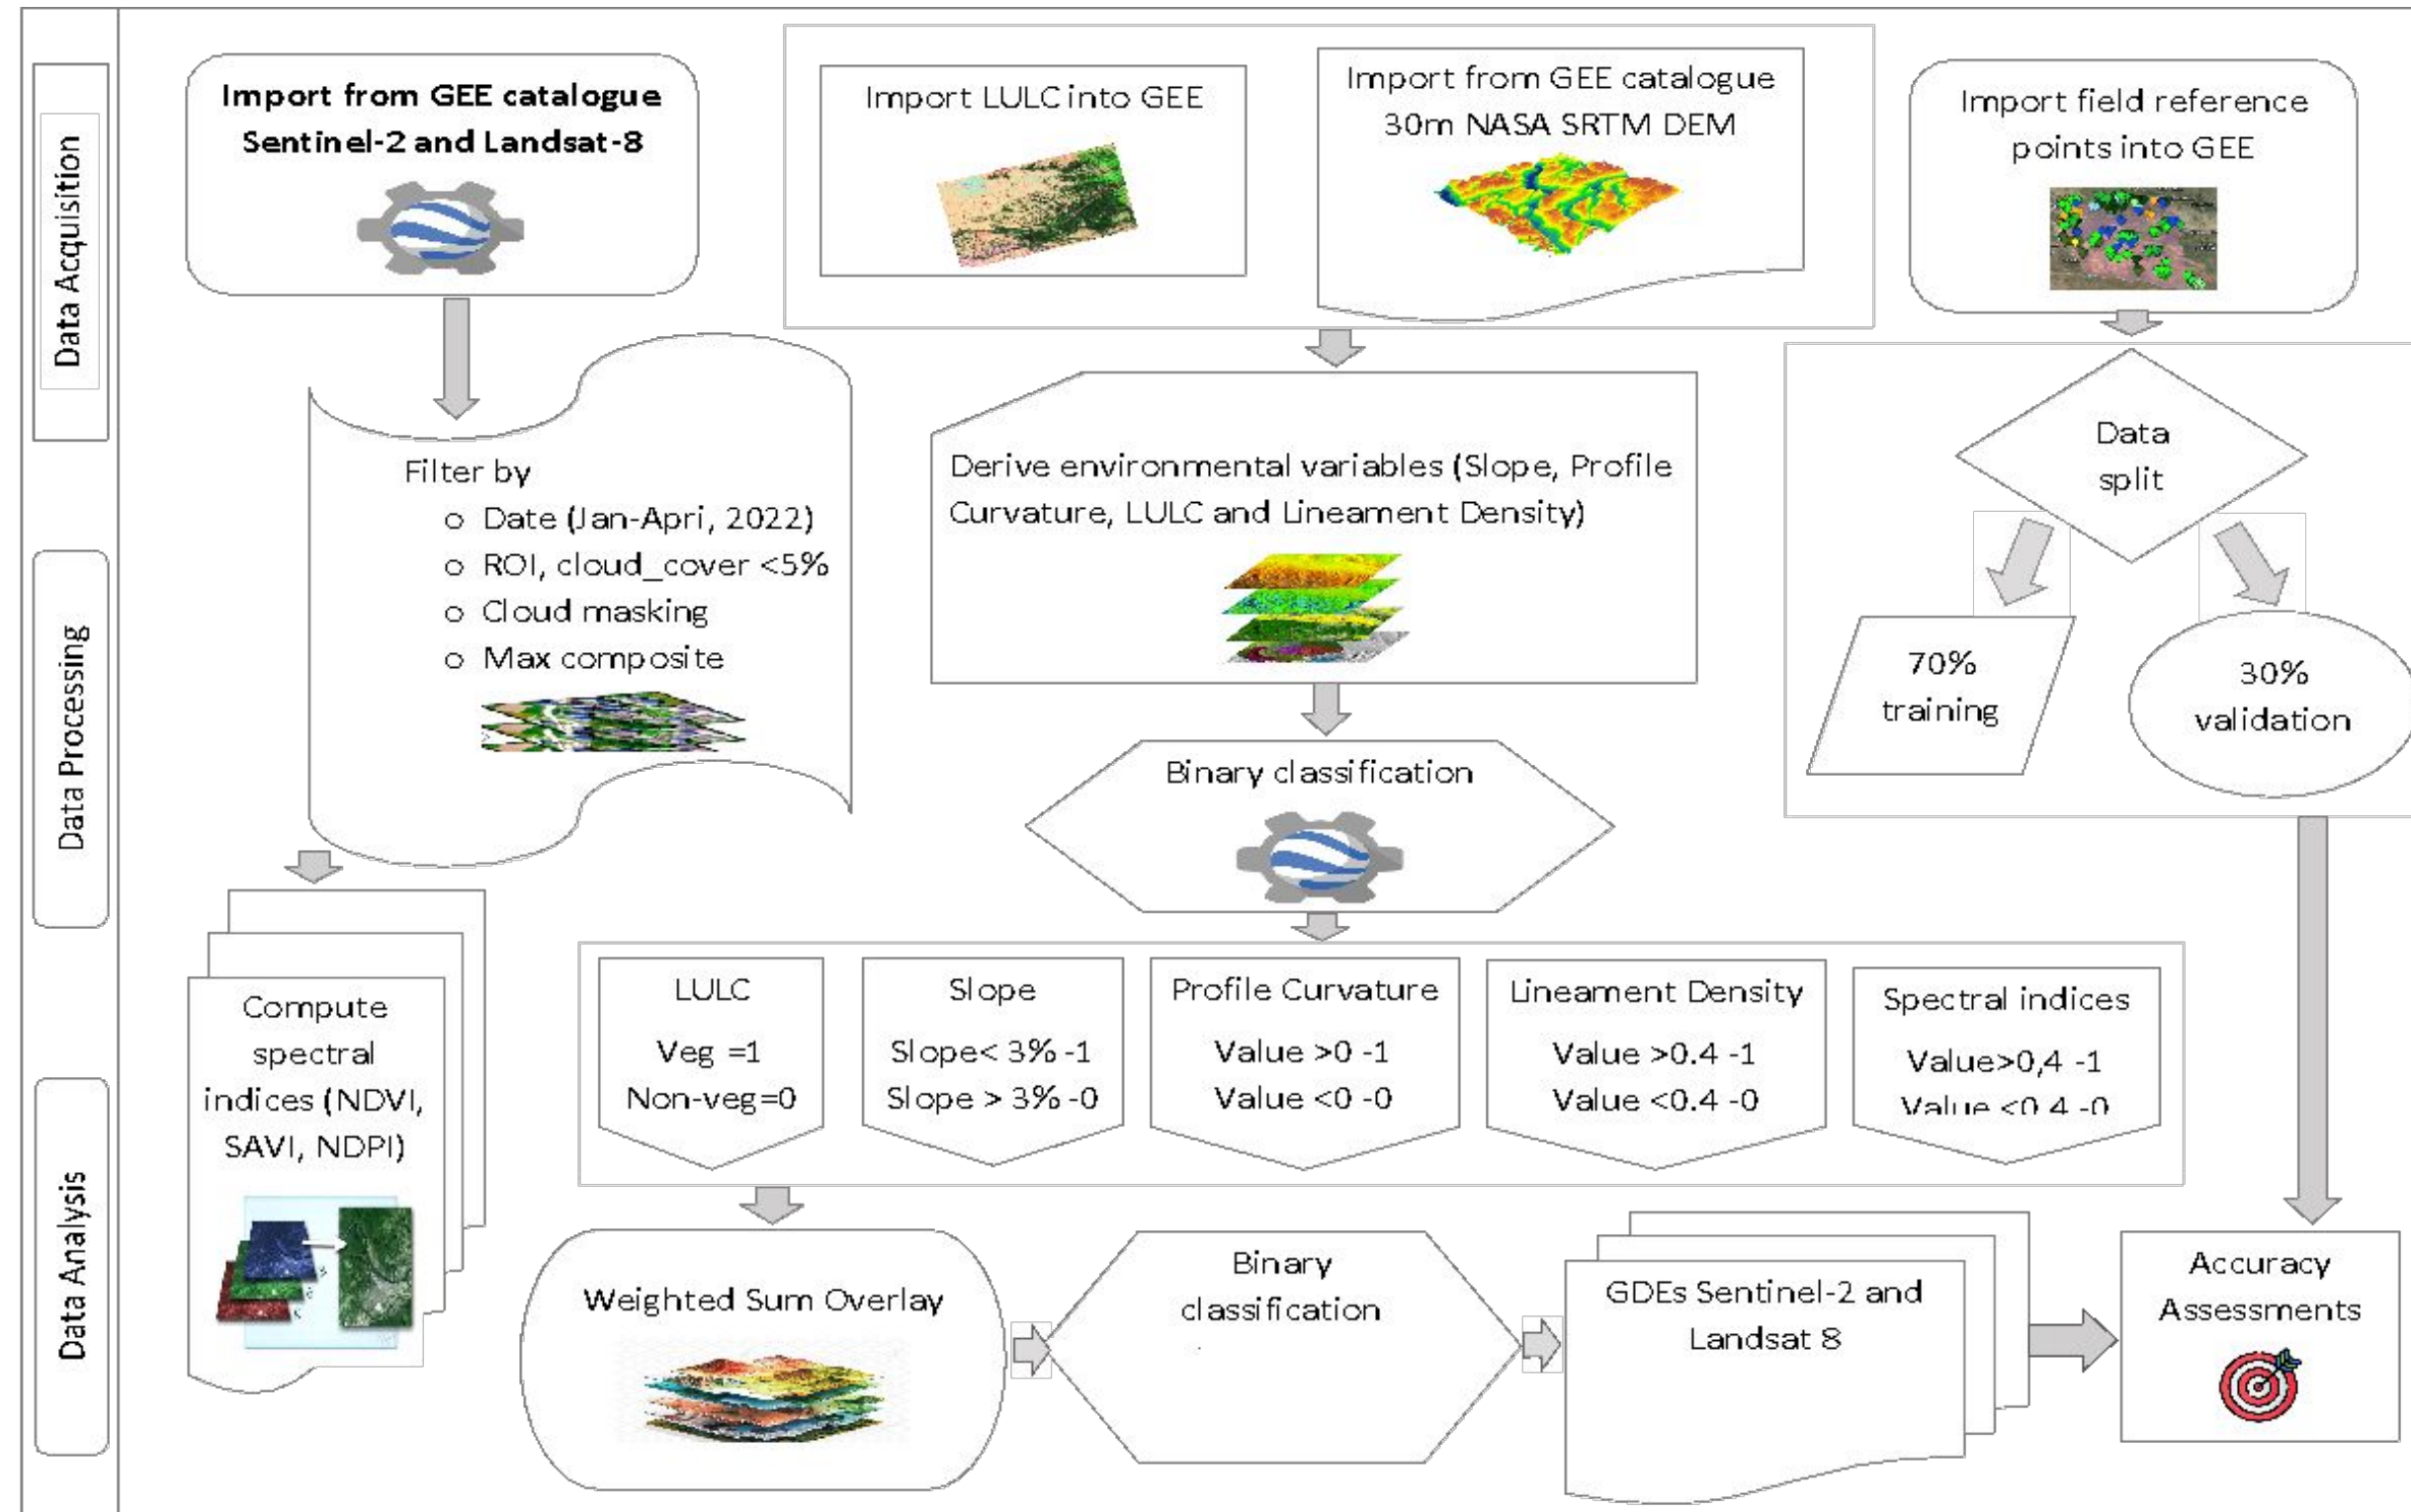 Data Acquisition
Import from GEE catalogue
Sentinel-2 and Landsat-8
Import LULC into GEE
Import from GEE catalogue
30m NASA SRTM DEM
Import field reference
points into GEE
Filter by
o Date (Jan-Apri, 2022)
o ROI, cloud_cover <5%
o Cloud masking
o Max composite
Derive environmental variables (Slope, Profile
Curvature, LULC and Lineament Density)
Data
split
70%
training
30%
validation
Data Processing
Binary classification
Compute
spectral
indices (NDVI,
SAVI, NDPI)
LULC
Veg =1
Non-veg=0
Slope
Slope< 3% -1
Slope > 3% -0
Profile Curvature
Value >0 -1
Value <0 -0
Lineament Density
Value >0.4 -1
Value <0.4 -0
Spectral indices
Value>0,4 -1
Value <0.4 -0
Data Analysis
Weighted Sum Overlay
Binary
classification
GDEs Sentinel-2 and
Landsat 8
Accuracy
Assessments